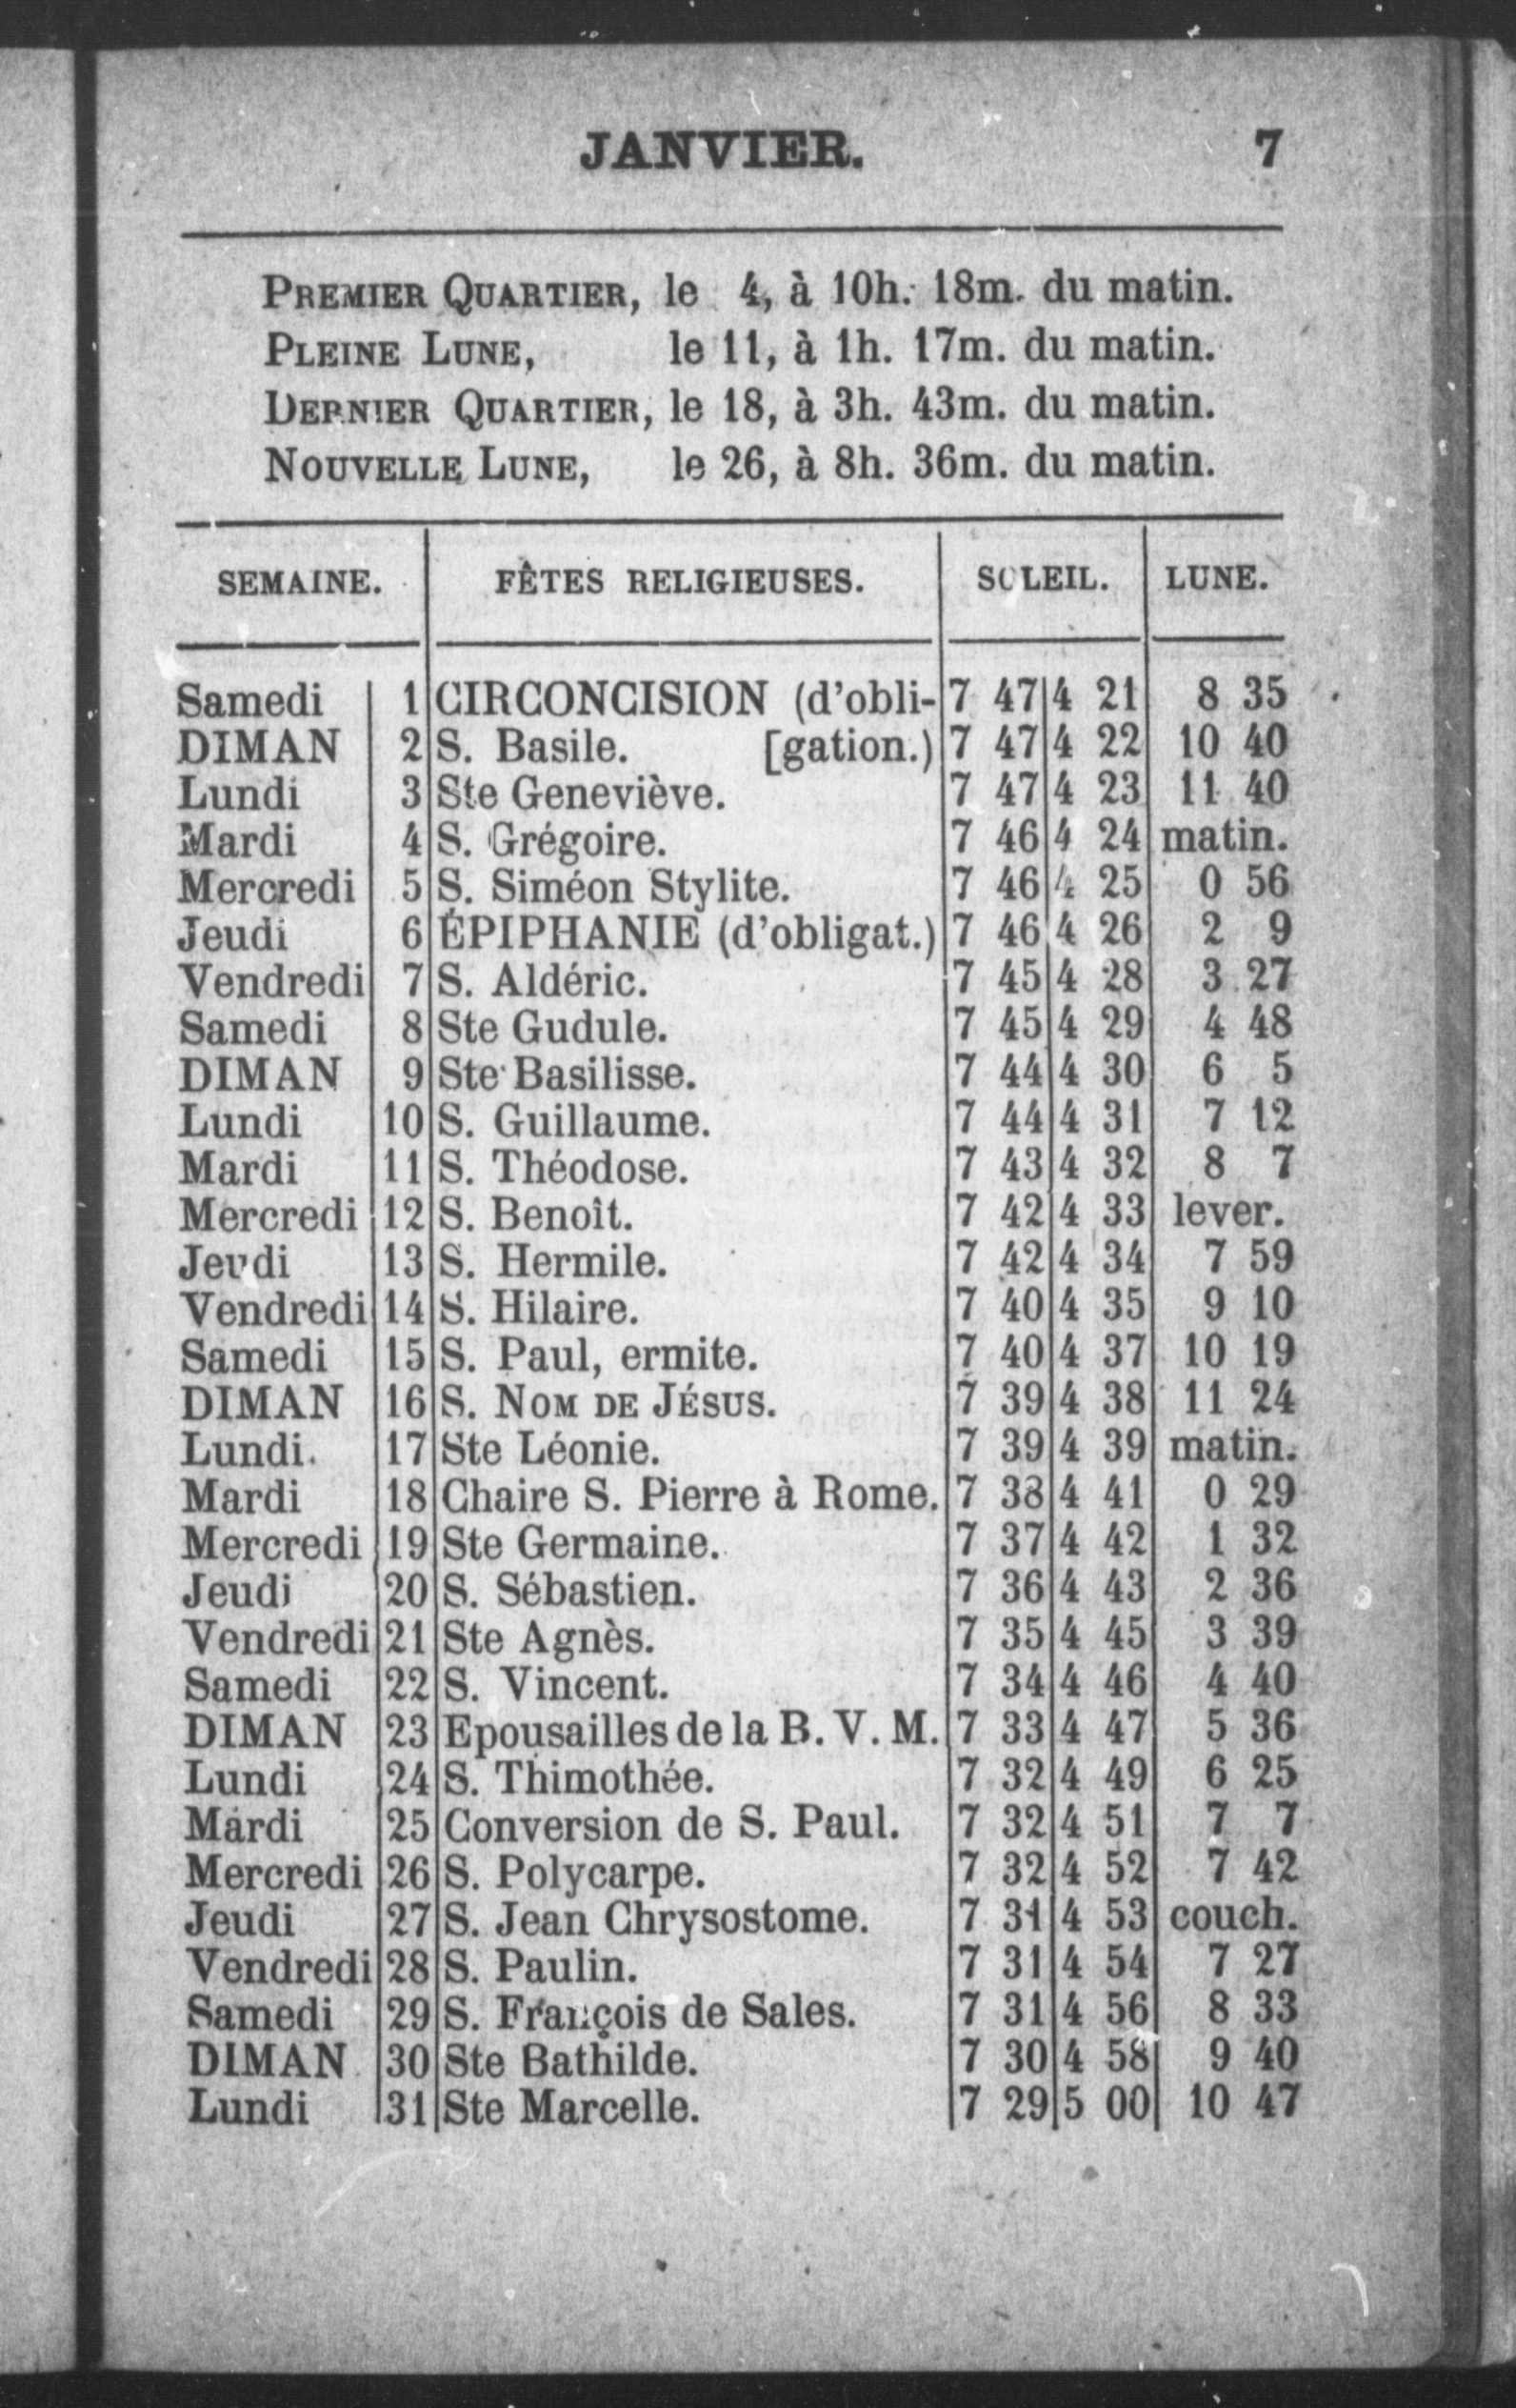 JANVIER. 7
PREMIER QUARTIER, le 4, à 10h. 18m. du matin.
PLEINE LUNE, le 11, à 1h. 17m. du matin.
DERNIER QUARTIER, le 18, à 3h. 43m. du matin.
NOUVELLE LUNE, le 26, à 8h. 36m. du matin.
SEMAINE. FÊTES RELIGIEUSES. SOLEIL. LUNE.
Samedi 1 CIRCONCISION (d'obli- 7 47 4 21 8 35
DIMAN 2 S. Basile. [gation.) 7 47 4 22 10 40
Lundi 3 Ste Geneviève. 7 47 4 23 11 40
Mardi 4 S. Grégoire. 7 46 4 24 matin.
Mercredi 5 S. Siméon Stylite. 7 46 4 25 0 56
Jeudi 6 ÉPIPHANIE (d'obligat.) 7 46 4 26 2 9
Vendredi 7 S. Aldéric. 7 45 4 28 3 27
Samedi 8 Ste Gudule. 7 45 4 29 4 48
DIMAN 9 Ste Basilisse. 7 44 4 30 6 5
Lundi 10 S. Guillaume. 7 44 4 31 7 12
Mardi 11 S. Théodose. 7 43 4 32 8 7
Mercredi 12 S. Benoît. 7 42 4 33 lever.
Jeudi 13 S. Hermile. 7 42 4 34 7 59
Vendredi 14 S. Hilaire. 7 40 4 35 9 10
Samedi 15 S. Paul, ermite. 7 40 4 37 10 19
DIMAN 16 S. NOM DE JÉSUS. 7 39 4 38 11 24
Lundi. 17 Ste Léonie. 7 39 4 39 matin.
Mardi 18 Chaire S. Pierre à Rome. 7 38 4 41 0 29
Mercredi 19 Ste Germaine. 7 37 4 42 1 32
Jeudi 20 S. Sébastien. 7 36 4 43 2 36
Vendredi 21 Ste Agnès. 7 35 4 45 3 39
Samedi 22 S. Vincent. 7 34 4 46 4 40
DIMAN 23 Epousailles de la B. V. M. 7 33 4 47 5 36
Lundi 24 S. Thimothée. 7 32 4 49 6 25
Mardi 25 Conversion de S. Paul. 7 32 4 51 7 7
Mercredi 26 S. Polycarpe. 7 32 4 52 7 42
Jeudi 27 S. Jean Chrysostome. 7 31 4 53 couch.
Vendredi 28 S. Paulin. 7 31 4 54 7 27
Samedi 29 S. François de Sales. 7 31 4 56 8 33
DIMAN 30 Ste Bathilde. 7 30 4 58 9 40
Lundi 31 Ste Marcelle. 7 29 5 00 10 47